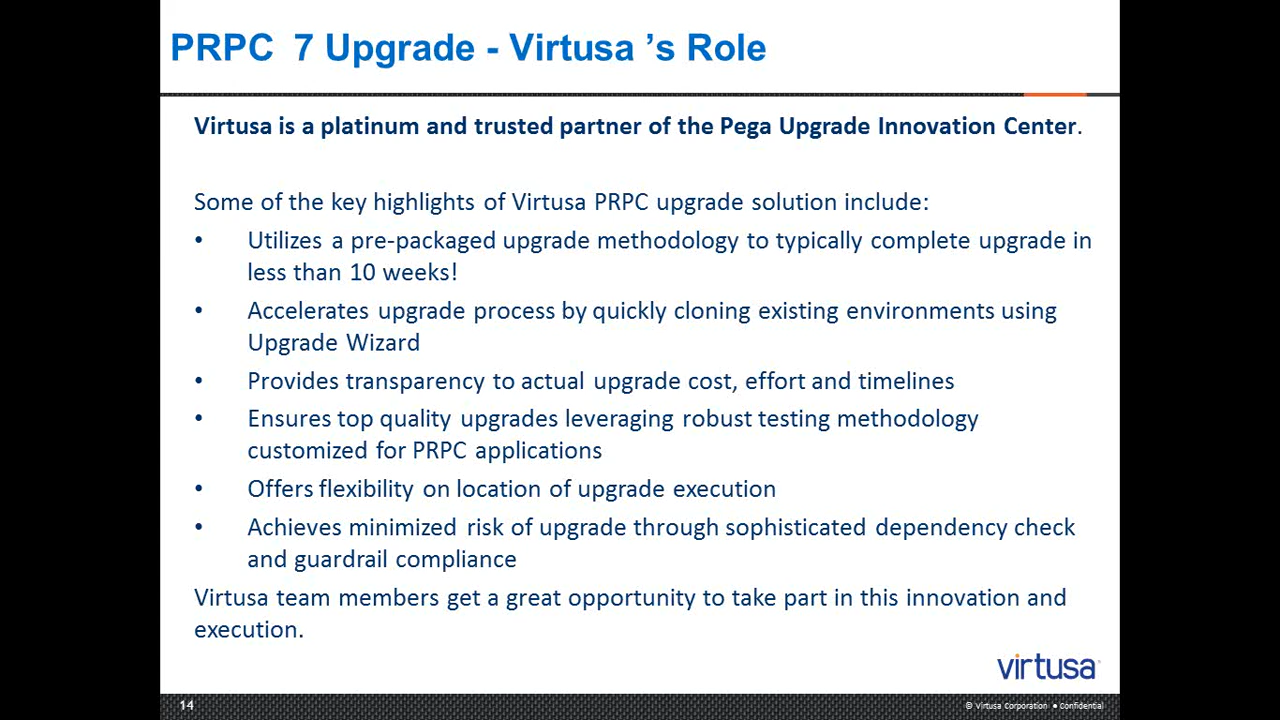 PRPC 7 Upgrade - Virtusa ’s Role
Virtusa is a platinum and trusted partner of the Pega Upgrade Innovation Center.
Some of the key highlights of Virtusa PRPC upgrade solution include:
• Utilizes a pre-packaged upgrade methodology to typically complete upgrade in
less than 10 weeks!
• Accelerates upgrade process by quickly cloning existing environments using
Upgrade Wizard
• Provides transparency to actual upgrade cost, effort and timelines
• Ensures top quality upgrades leveraging robust testing methodology
customized for PRPC applications
• Offers flexibility on location of upgrade execution
• Achieves minimized risk of upgrade through sophisticated dependency check
and guardrail compliance
Virtusa team members get a great opportunity to take part in this innovation and
execution.
virtusa
14
© Virtusa Corporation ● Confidential